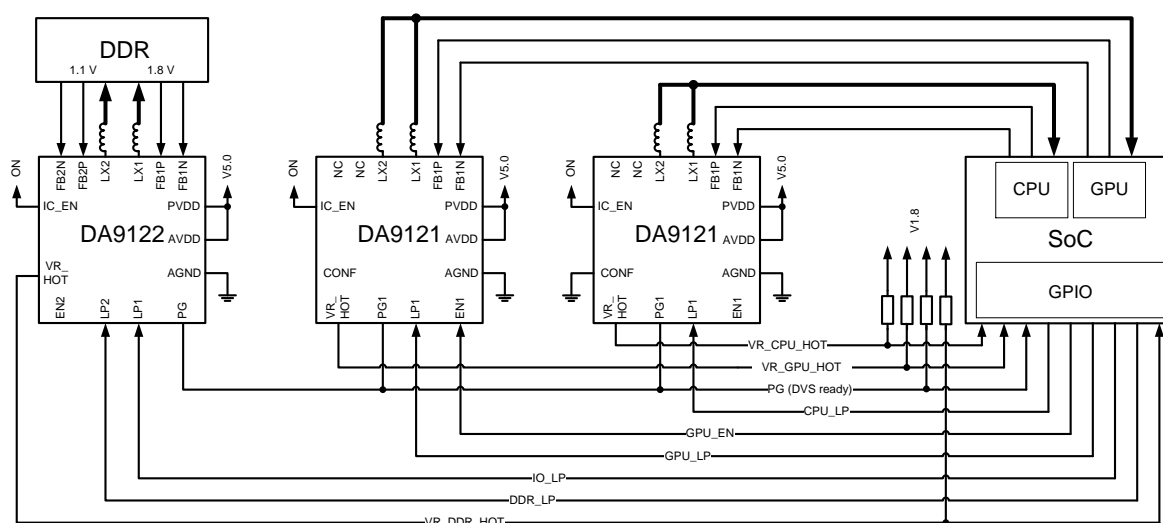 DDR
1.1 V 1.8 V
ON
FB2N
FB2P
LX2
LX1
FB1P
FB1N
V5.0
IC_EN
PVDD
DA9122
AVDD
VR_
HOT
AGND
EN2
LP2
LP1
PG
ON
NC
NC
LX2
LX1
FB1P
FB1N
V5.0
IC_EN
PVDD
DA9121
AVDD
CONF
AGND
VR_
HOT
PG1
LP1
EN1
ON
NC
NC
LX2
LX1
FB1P
FB1N
V5.0
IC_EN
PVDD
DA9121
AVDD
CONF
AGND
VR_
HOT
PG1
LP1
EN1
V1.8
CPU
GPU
SoC
GPIO
VR_CPU_HOT
VR_GPU_HOT
PG (DVS ready)
CPU_LP
GPU_EN
GPU_LP
IO_LP
DDR_LP
VR_DDR_HOT